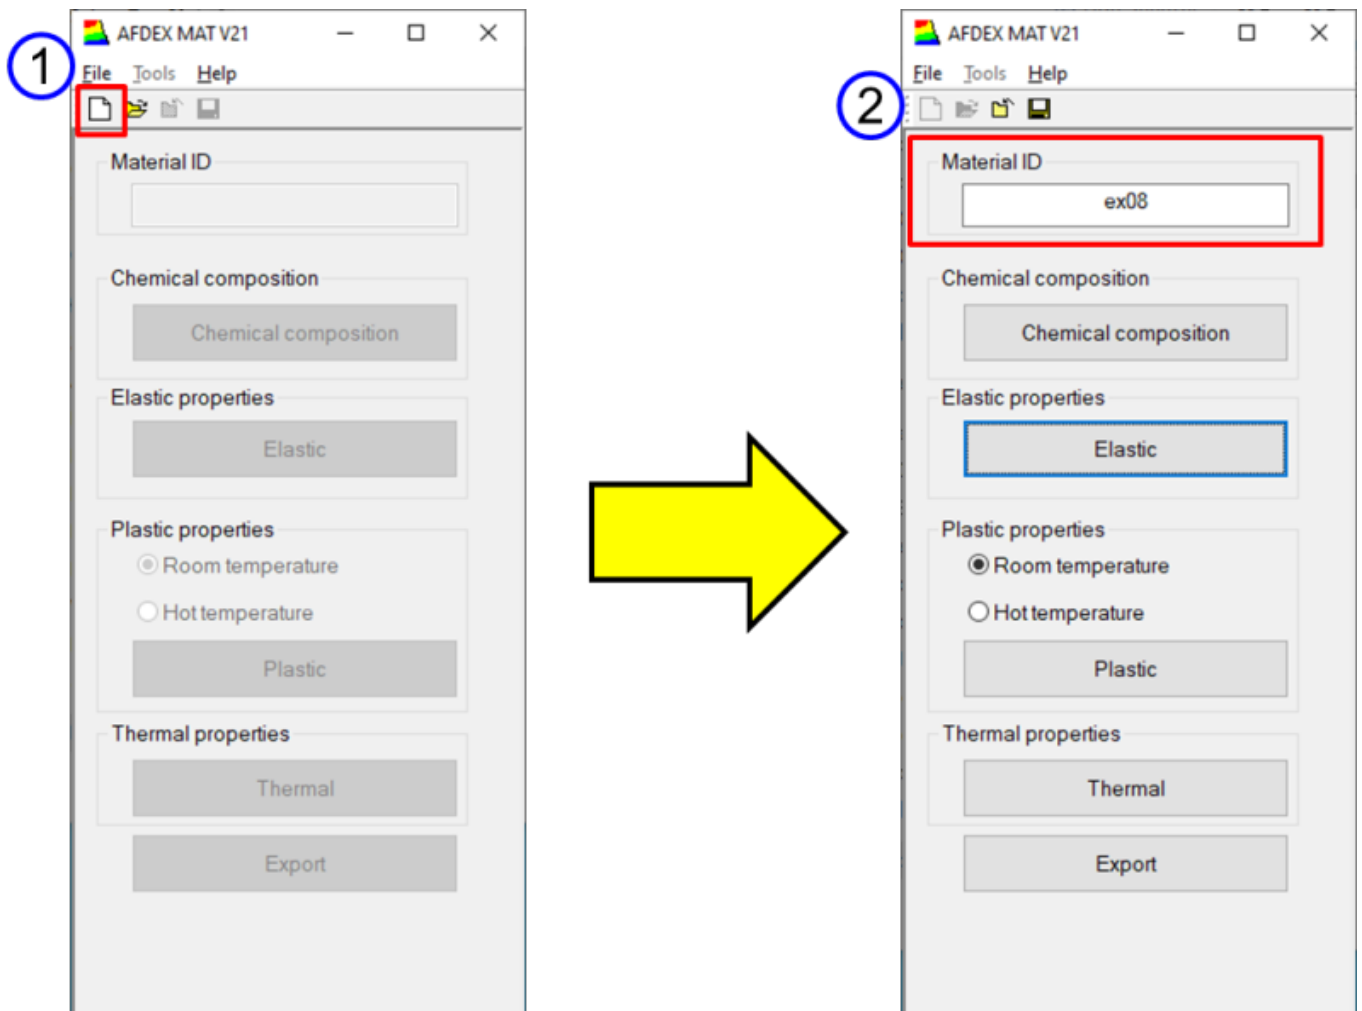 1
AFDEX MAT V21
File Tools Help
Material ID
Chemical composition
Chemical composition
Elastic properties
Elastic
Plastic properties
Room temperature
Hot temperature
Plastic
Thermal properties
Thermal
Export
2
AFDEX MAT V21
File Tools Help
Material ID
ex08
Chemical composition
Chemical composition
Elastic properties
Elastic
Plastic properties
Room temperature
Hot temperature
Plastic
Thermal properties
Thermal
Export